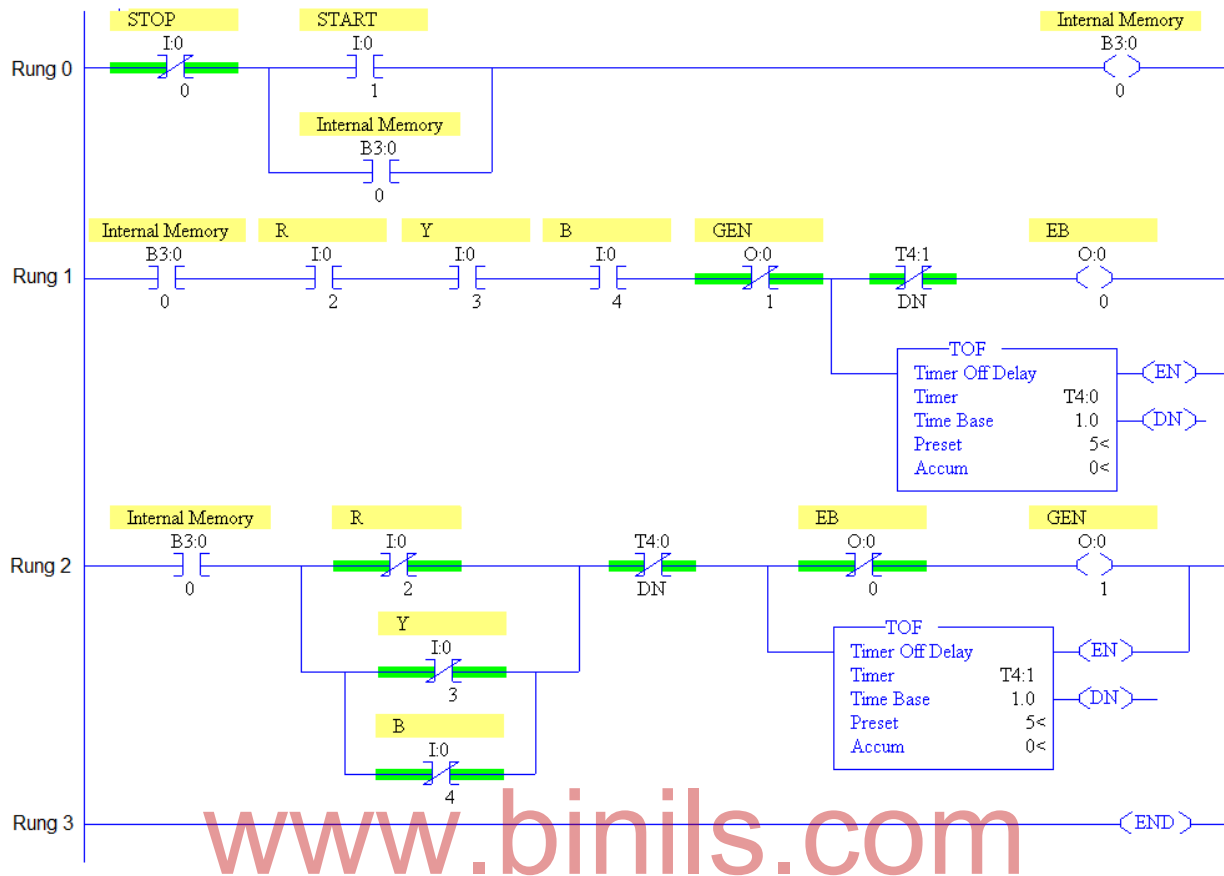 STOP START Internal Memory
I:0 I:0 B3:0
Rung 0
0 1 0
Internal Memory
B3:0
0
Internal Memory R Y B GEN EB
B3:0 I:0 I:0 I:0 O:0 T4:1 O:0
Rung 1
0 2 3 4 1 DN 0
TOF
Timer Off Delay EN
Timer T4:0
Time Base 1.0 DN
Preset 5<
Accum 0<
Internal Memory R EB GEN
B3:0 I:0 T4:0 O:0 O:0
Rung 2
0 2 DN 0 1
Y
I:0
3
B
I:0
4
TOF
Timer Off Delay EN
Timer T4:1
Time Base 1.0 DN
Preset 5<
Accum 0<
Rung 3 END
www.binils.com